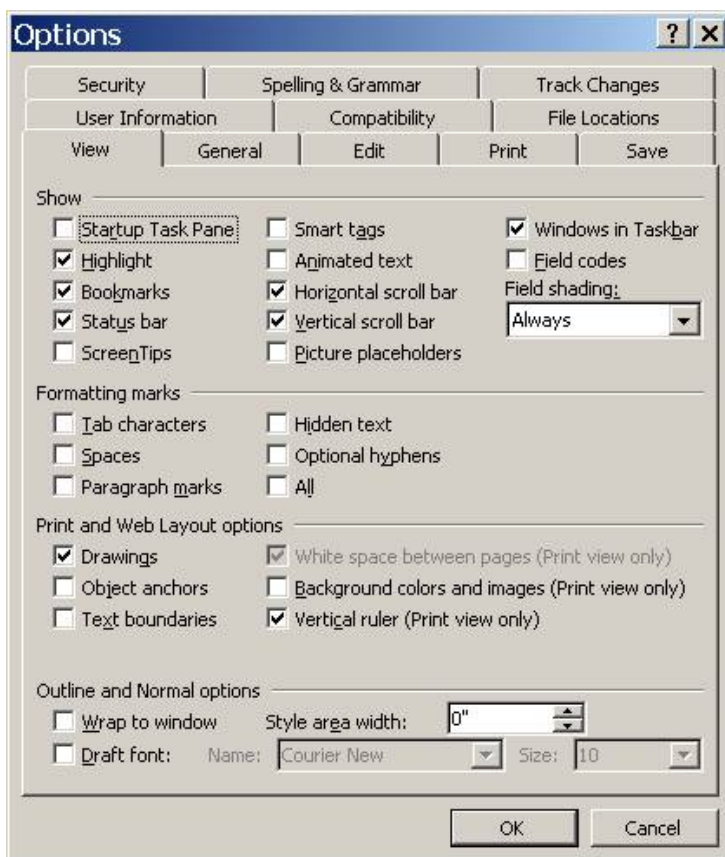 Options
Security Spelling & Grammar Track Changes
User Information Compatibility File Locations
View General Edit Print Save
Show
Startup Task Pane Smart tags Windows in Taskbar
Highlight Animated text Field codes
Bookmarks Horizontal scroll bar Field shading:
Status bar Vertical scroll bar Always
ScreenTips Picture placeholders
Formatting marks
Tab characters Hidden text
Spaces Optional hyphens
Paragraph marks All
Print and Web Layout options
Drawings White space between pages (Print view only)
Object anchors Background colors and images (Print view only)
Text boundaries Vertical ruler (Print view only)
Outline and Normal options
Wrap to window Style area width: 0"
Draft font: Name: Courier New Size: 10
OK Cancel